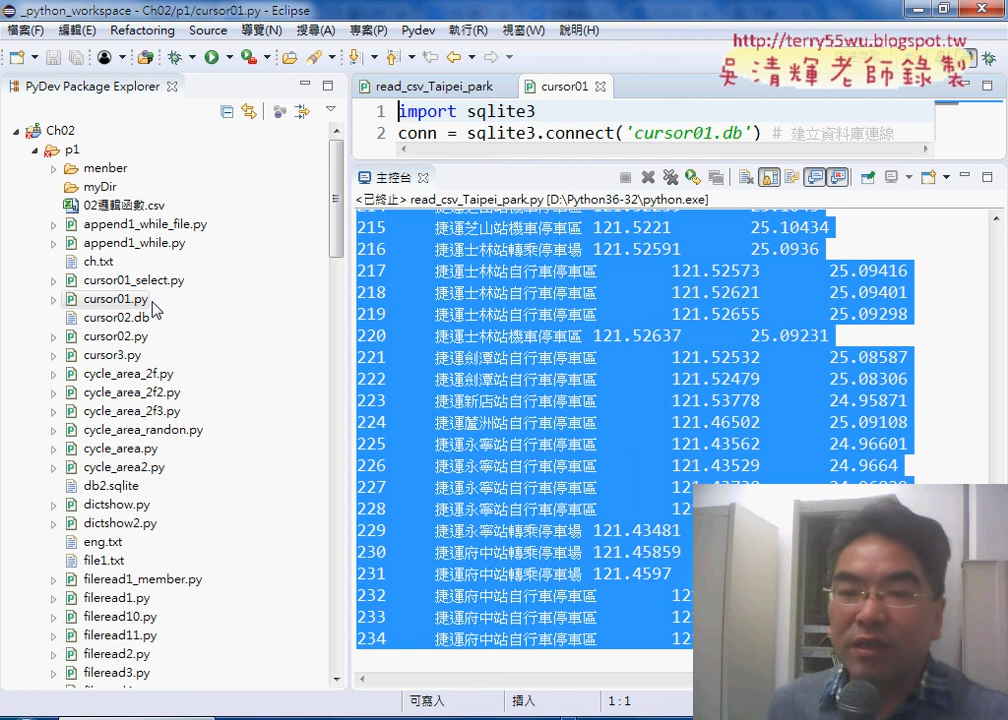 _python_workspace - Ch02/p1/cursor01.py - Eclipse
檔案(F) 編輯(E) Refactoring Source 導覽(N) 搜尋(A) 專案(P) Pydev 執行(R) 視窗(W) 說明(H)
http://terry55wu.blogspot.tw
吳清輝老師錄製
PyDev Package Explorer
read_csv_Taipei_park
cursor01
1 import sqlite3
2 conn = sqlite3.connect('cursor01.db') # 建立資料庫連線
Ch02
p1
menber
myDir
02邏輯函數.csv
append1_while_file.py
append1_while.py
ch.txt
cursor01_select.py
cursor01.py
cursor02.db
cursor02.py
cursor3.py
cycle_area_2f.py
cycle_area_2f2.py
cycle_area_2f3.py
cycle_area_randon.py
cycle_area.py
cycle_area2.py
db2.sqlite
dictshow.py
dictshow2.py
eng.txt
file1.txt
fileread1_member.py
fileread1.py
fileread10.py
fileread11.py
fileread2.py
fileread3.py
主控台
<已終止> read_csv_Taipei_park.py [D:\Python36-32\python.exe]
215 捷運芝山站機車停車區 121.5221 25.10434
216 捷運士林站轉乘停車場 121.52591 25.0936
217 捷運士林站自行車停車區 121.52573 25.09416
218 捷運士林站自行車停車區 121.52621 25.09401
219 捷運士林站自行車停車區 121.52655 25.09298
220 捷運士林站機車停車區 121.52637 25.09231
221 捷運劍潭站自行車停車區 121.52532 25.08587
222 捷運劍潭站自行車停車區 121.52479 25.08306
223 捷運新店站自行車停車區 121.53778 24.95871
224 捷運蘆洲站自行車停車區 121.46502 25.09108
225 捷運永寧站自行車停車區 121.43562 24.96601
226 捷運永寧站自行車停車區 121.43529 24.9664
227 捷運永寧站自行車停車區
228 捷運永寧站自行車停車區 12
229 捷運永寧站轉乘停車場 121.43481
230 捷運府中站轉乘停車場 121.45859
231 捷運府中站轉乘停車場 121.4597
232 捷運府中站自行車停車區 12
233 捷運府中站自行車停車區 12
234 捷運府中站自行車停車區 12
可寫入 插入 1 : 1